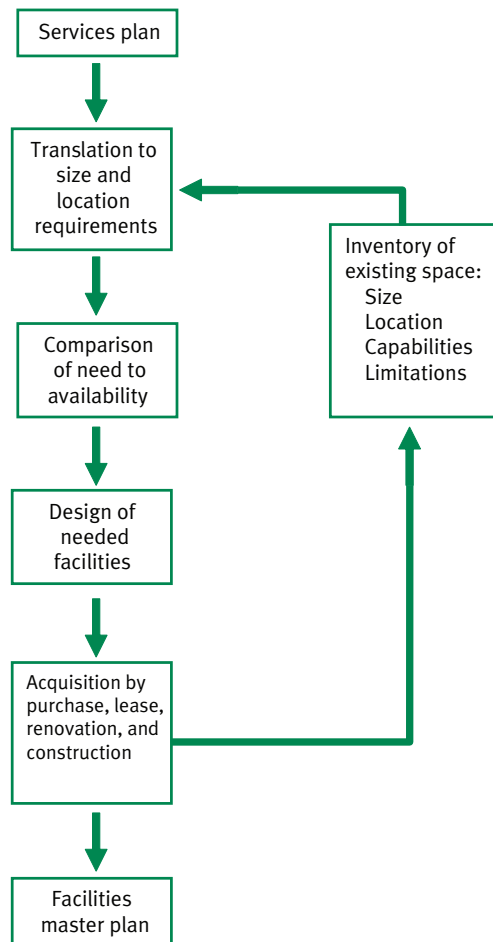 Services plan
Translation to
size and
location
requirements
Inventory of
existing space:
Size
Location
Capabilities
Limitations
Comparison
of need to
availability
Design of
needed
facilities
Acquisition by
purchase, lease,
renovation, and
construction
Facilities
master plan